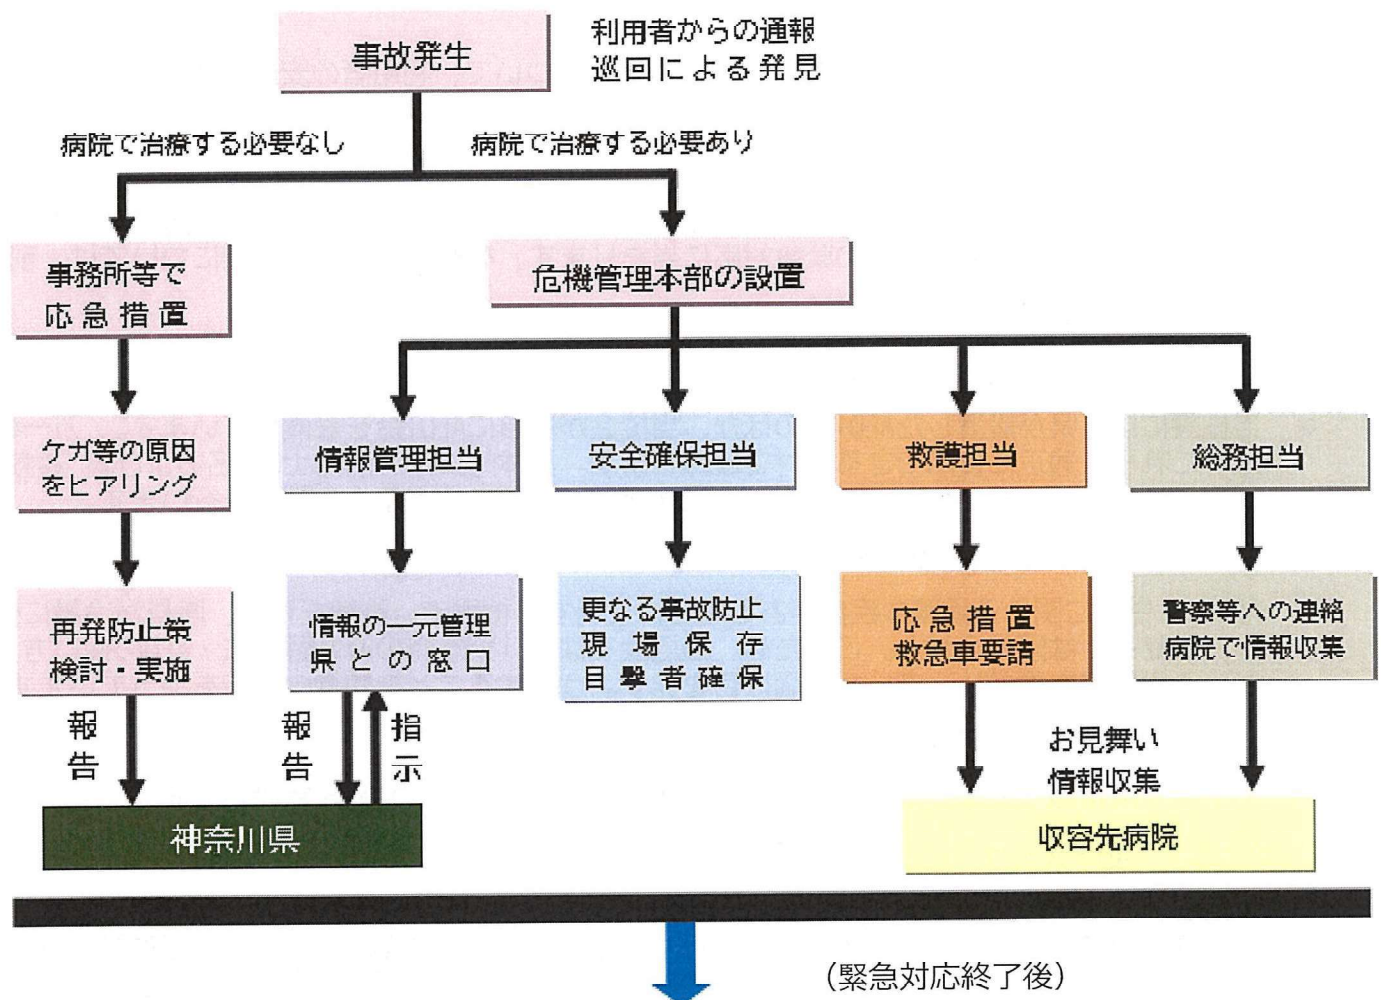 事故発生
利用者からの通報
巡回による発見
病院で治療する必要なし
病院で治療する必要あり
事務所等で
応急措置
危機管理本部の設置
ケガ等の原因
をヒアリング
情報管理担当
安全確保担当
救護担当
総務担当
再発防止策
検討・実施
情報の一元管理
県との窓口
更なる事故防止
現場保存
目撃者確保
応急措置
救急車要請
警察等への連絡
病院で情報収集
報告
報告
指示
お見舞い
情報収集
神奈川県
収容先病院
（緊急対応終了後）